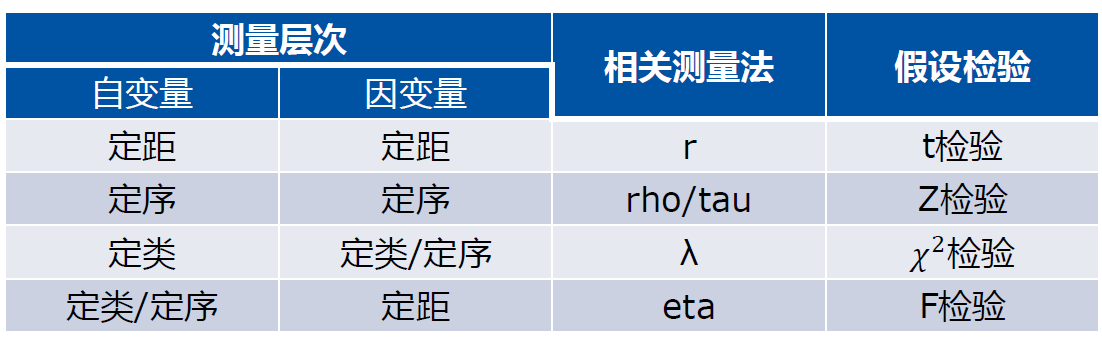 测量层次 相关测量法 假设检验
自变量 因变量
定距 定距 r t检验
定序 定序 rho/tau Z检验
定类 定类/定序 λ χ²检验
定类/定序 定距 eta F检验